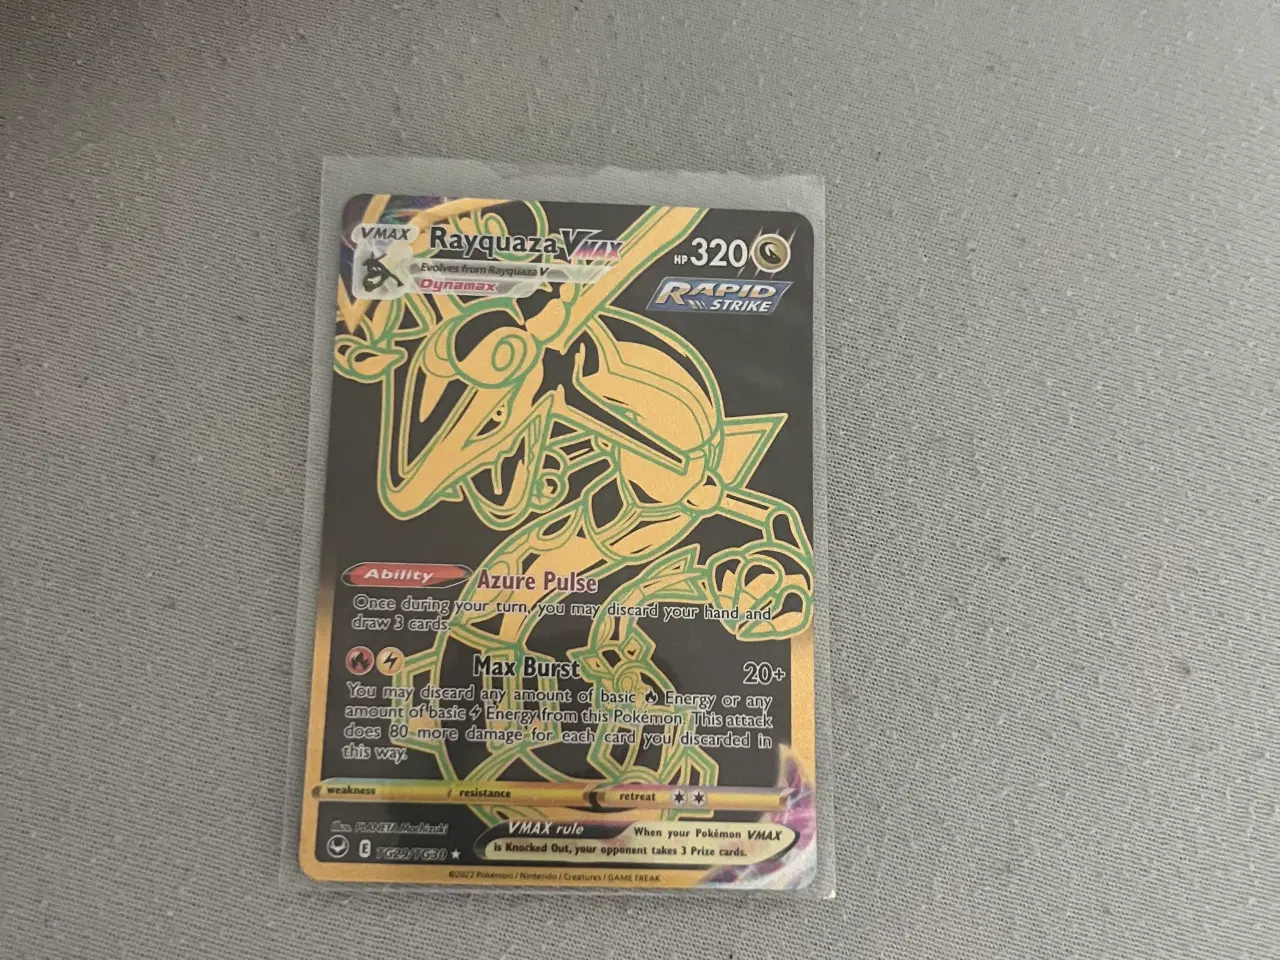 VMAX
Rayquaza VMAX
HP 320
Evolves from Rayquaza V
Dynamax
RAPID
STRIKE
Ability Azure Pulse
Once during your turn, you may discard your hand and
draw 3 cards.
Max Burst 20+
You may discard any amount of basic Energy or any
amount of basic Energy from this Pokémon. This attack
does 80 more damage for each card you discarded in
this way.
weakness resistance retreat
Illus. PLANETA Mochizuki
VMAX rule When your Pokémon VMAX
is Knocked Out, your opponent takes 3 Prize cards.
E TG29/TG30
©2022 Pokémon / Nintendo / Creatures / GAME FREAK